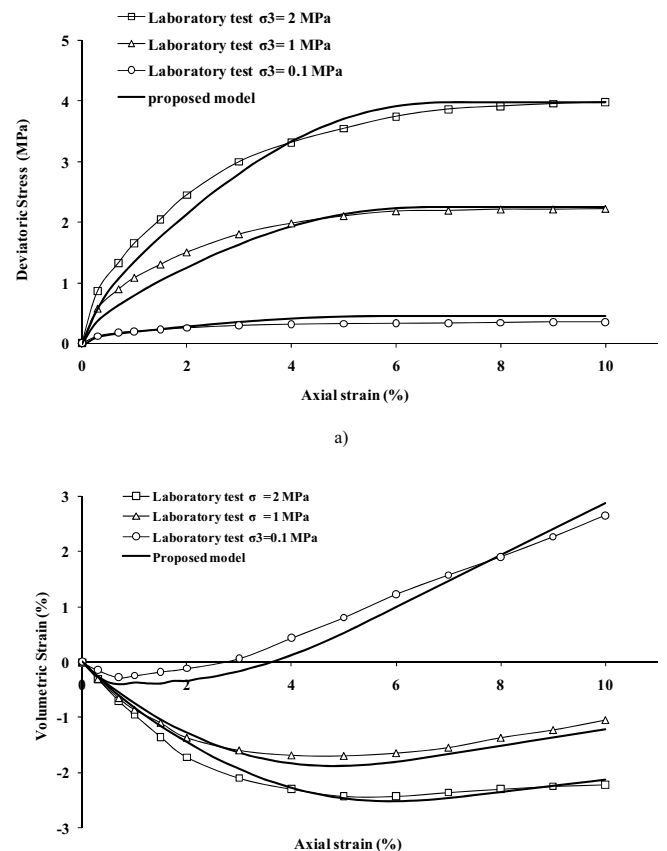 Laboratory test σ3= 2 MPa
Laboratory test σ3= 1 MPa
Laboratory test σ3= 0.1 MPa
proposed model
5
4
3
2
1
0
Deviatoric Stress (MPa)
0 2 4 6 8 10
Axial strain (%)
a)
Laboratory test σ =2 MPa
Laboratory test σ =1 MPa
Laboratory test σ3=0.1 MPa
Proposed model
3
2
1
0
-1
-2
-3
Volumetric Strain (%)
0 2 4 6 8 10
Axial strain (%)